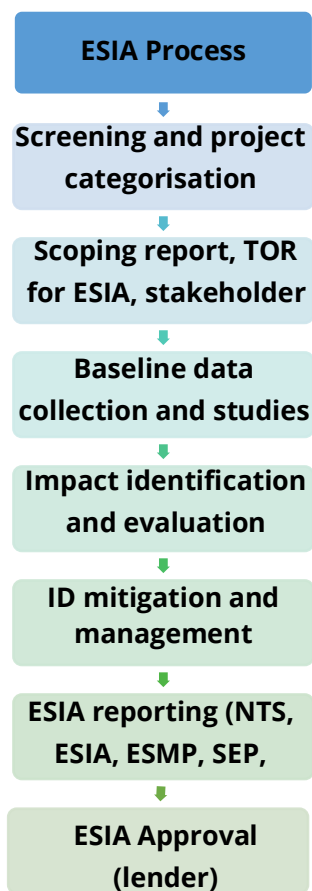 ESIA Process
Screening and project
categorisation
Scoping report, TOR
for ESIA, stakeholder
Baseline data
collection and studies
Impact identification
and evaluation
ID mitigation and
management
ESIA reporting (NTS,
ESIA, ESMP, SEP,
ESIA Approval
(lender)